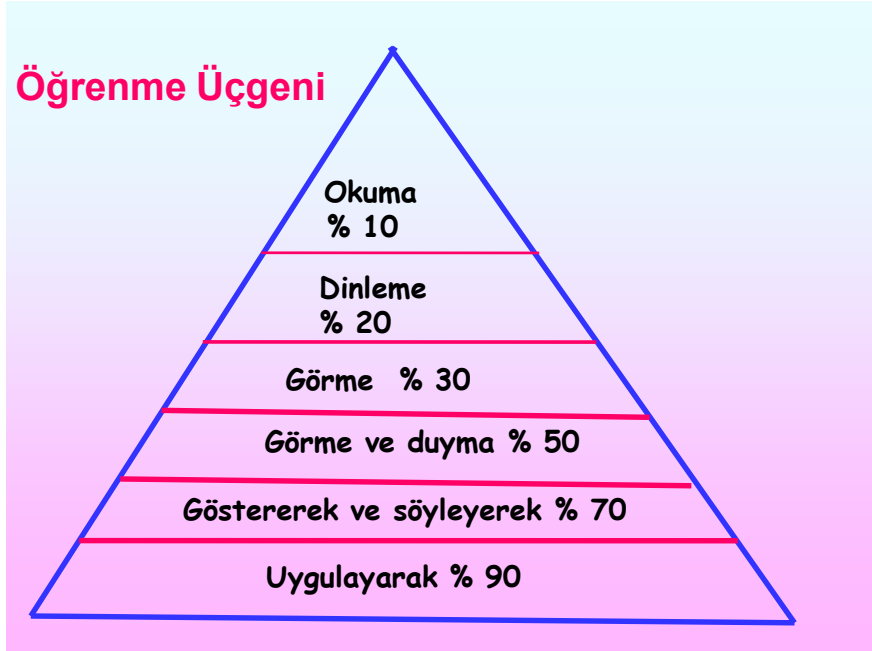 Öğrenme Üçgeni
Okuma
% 10
Dinleme
% 20
Görme % 30
Görme ve duyma % 50
Göstererek ve söyleyerek % 70
Uygulayarak % 90